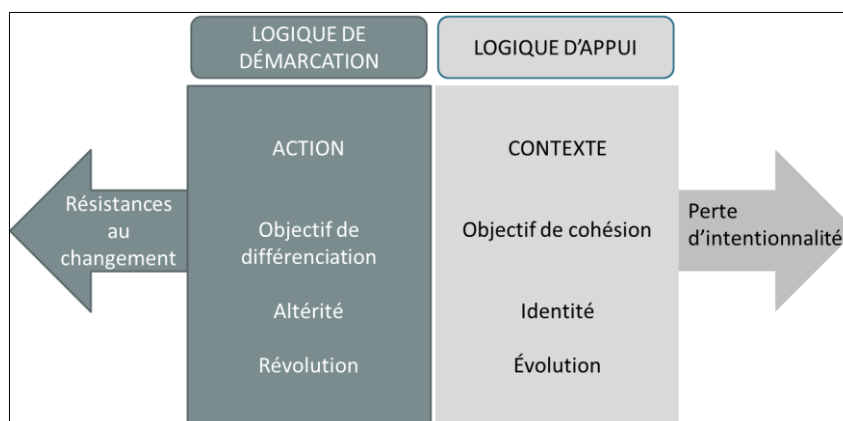 LOGIQUE DE
DÉMARCATION
LOGIQUE D'APPUI
ACTION
CONTEXTE
Résistances
au
changement
Objectif de
différenciation
Objectif de cohésion
Perte
d'intentionnalité
Altérité
Identité
Révolution
Évolution